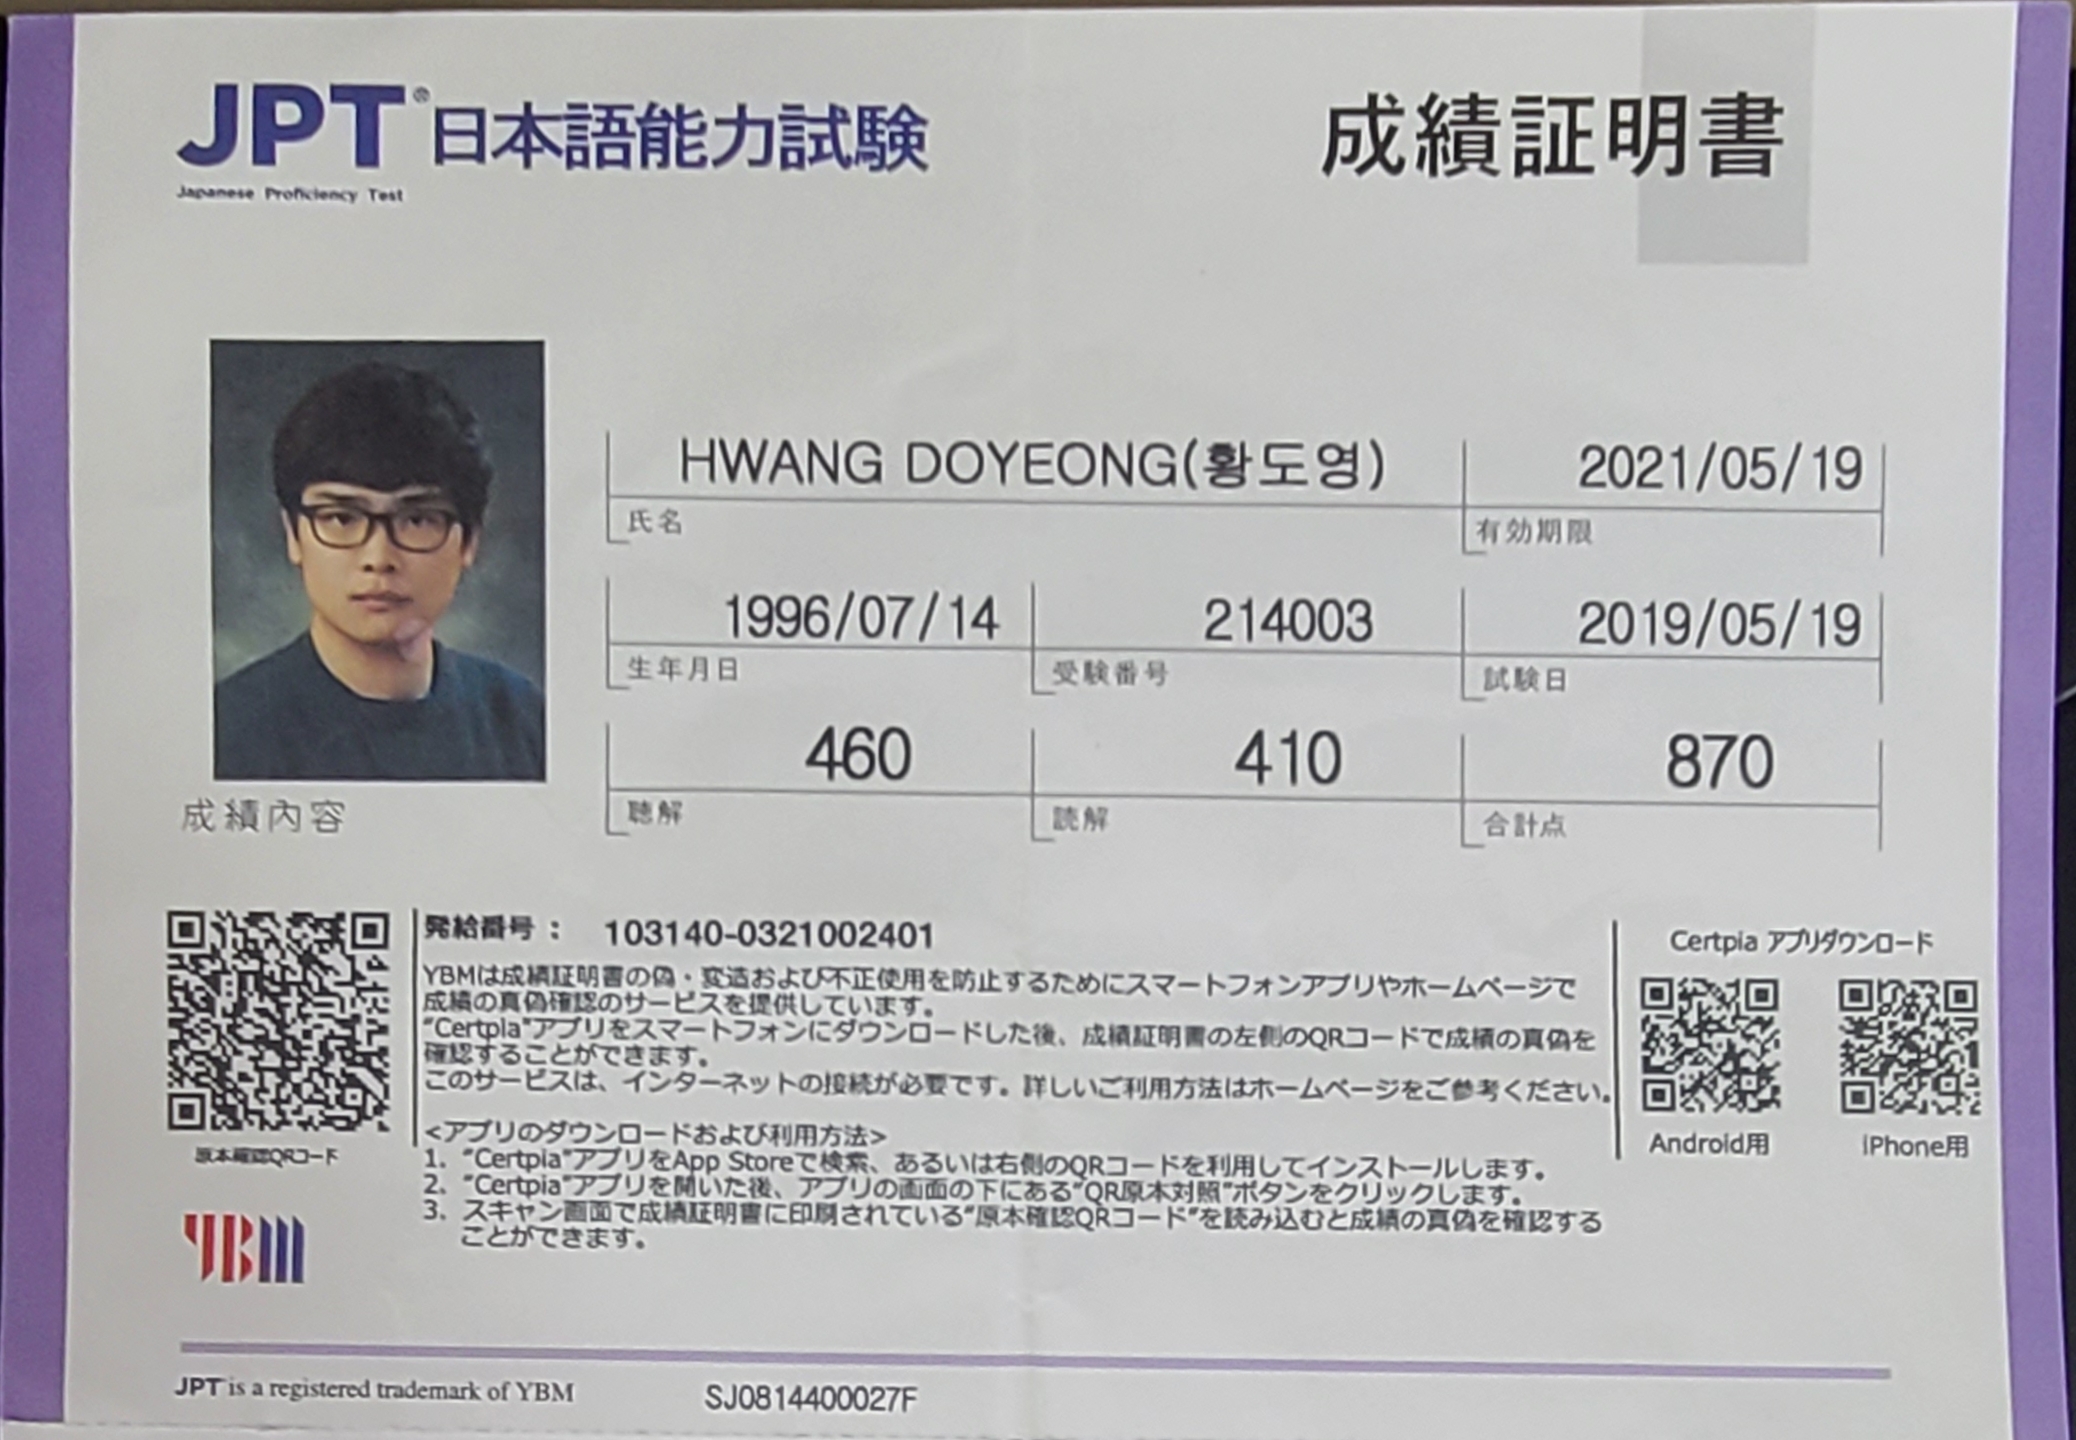 JPT® 日本語能力試験
Japanese Proficiency Test
成績証明書
HWANG DOYEONG(황도영)
氏名
2021/05/19
有効期限
1996/07/14
生年月日
214003
受験番号
2019/05/19
試験日
460
聴解
410
読解
870
合計点
成績內容
原本確認QRコード
発給番号 : 103140-0321002401
YBMは成績証明書の偽・変造および不正使用を防止するためにスマートフォンアプリやホームページで
成績の真偽確認のサービスを提供しています。
"Certpia"アプリをスマートフォンにダウンロードした後、成績証明書の左側のQRコードで成績の真偽を
確認することができます。
このサービスは、インターネットの接続が必要です。詳しいご利用方法はホームページをご参考ください。
<アプリのダウンロードおよび利用方法>
1. "Certpia"アプリをApp Storeで検索、あるいは右側のQRコードを利用してインストールします。
2. "Certpia"アプリを開いた後、アプリの画面の下にある"QR原本対照"ボタンをクリックします。
3. スキャン画面で成績証明書に印刷されている"原本確認QRコード"を読み込むと成績の真偽を確認する
ことができます。
Certpia アプリダウンロード
Android用
iPhone用
YBM
JPT is a registered trademark of YBM
SJ0814400027F